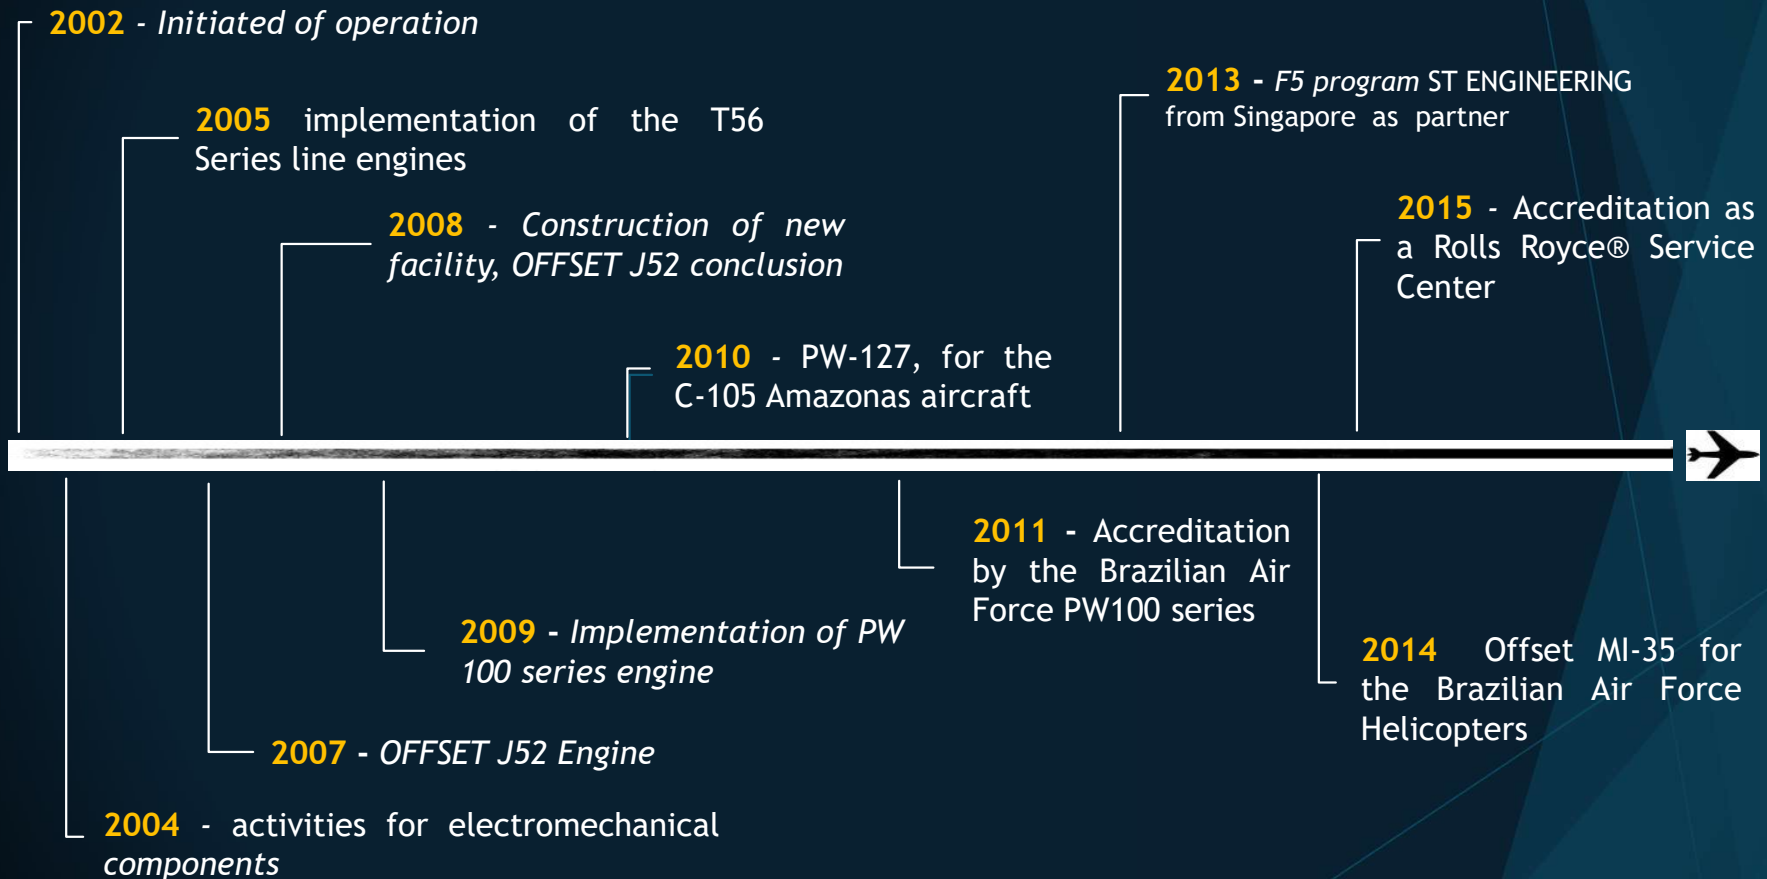 2002 - Initiated of operation
2005 implementation of the T56
Series line engines
2008 - Construction of new
facility, OFFSET J52 conclusion
2010 - PW-127, for the
C-105 Amazonas aircraft
2013 - F5 program ST ENGINEERING
from Singapore as partner
2015 - Accreditation as
a Rolls Royce® Service
Center
2004 - activities for electromechanical
components
2007 - OFFSET J52 Engine
2009 - Implementation of PW
100 series engine
2011 - Accreditation
by the Brazilian Air
Force PW100 series
2014 Offset MI-35 for
the Brazilian Air Force
Helicopters